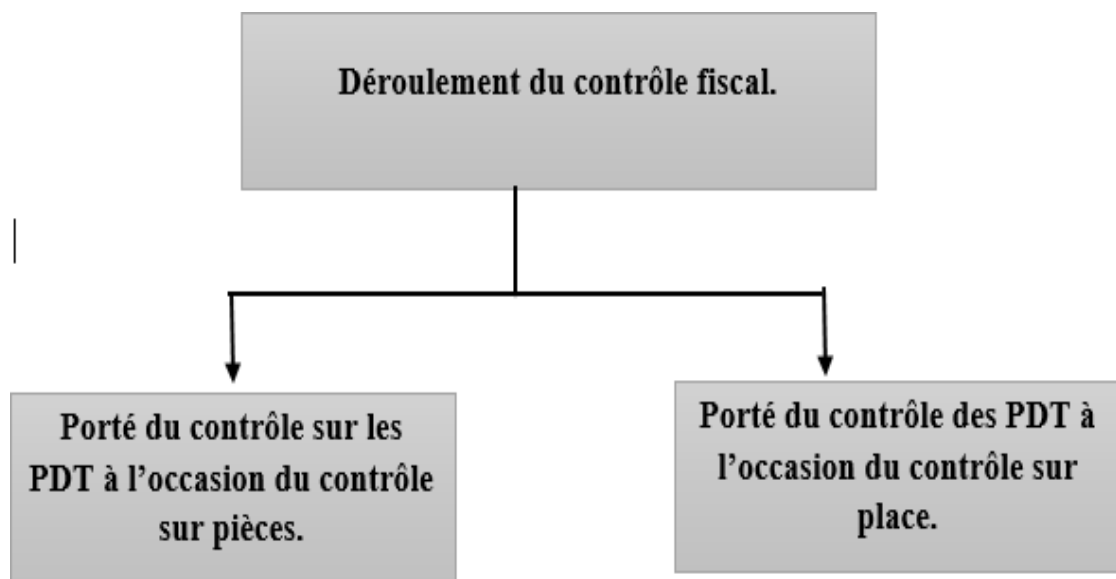 Déroulement du contrôle fiscal.
Porté du contrôle sur les
PDT à l'occasion du contrôle
sur pièces.
Porté du contrôle des PDT à
l'occasion du contrôle sur
place.